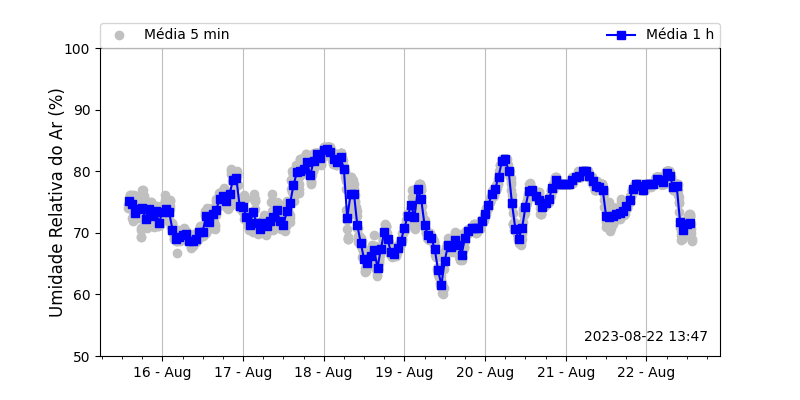 Média 5 min
Média 1 h
Umidade Relativa do Ar (%)
100
90
80
70
60
50
2023-08-22 13:47
16 - Aug
17 - Aug
18 - Aug
19 - Aug
20 - Aug
21 - Aug
22 - Aug